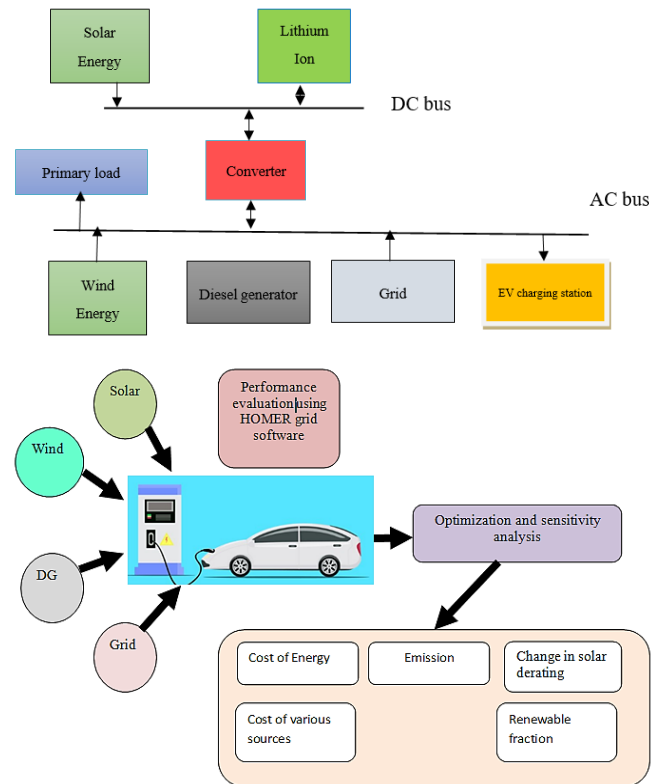 Solar
Energy
Lithium
Ion
DC bus
Primary load
Converter
AC bus
Wind
Energy
Diesel generator
Grid
EV charging station
Solar
Performance
evaluation using
HOMER grid
software
Wind
Optimization and sensitivity
analysis
DG
Grid
Cost of Energy
Emission
Change in solar
derating
Cost of various
sources
Renewable
fraction